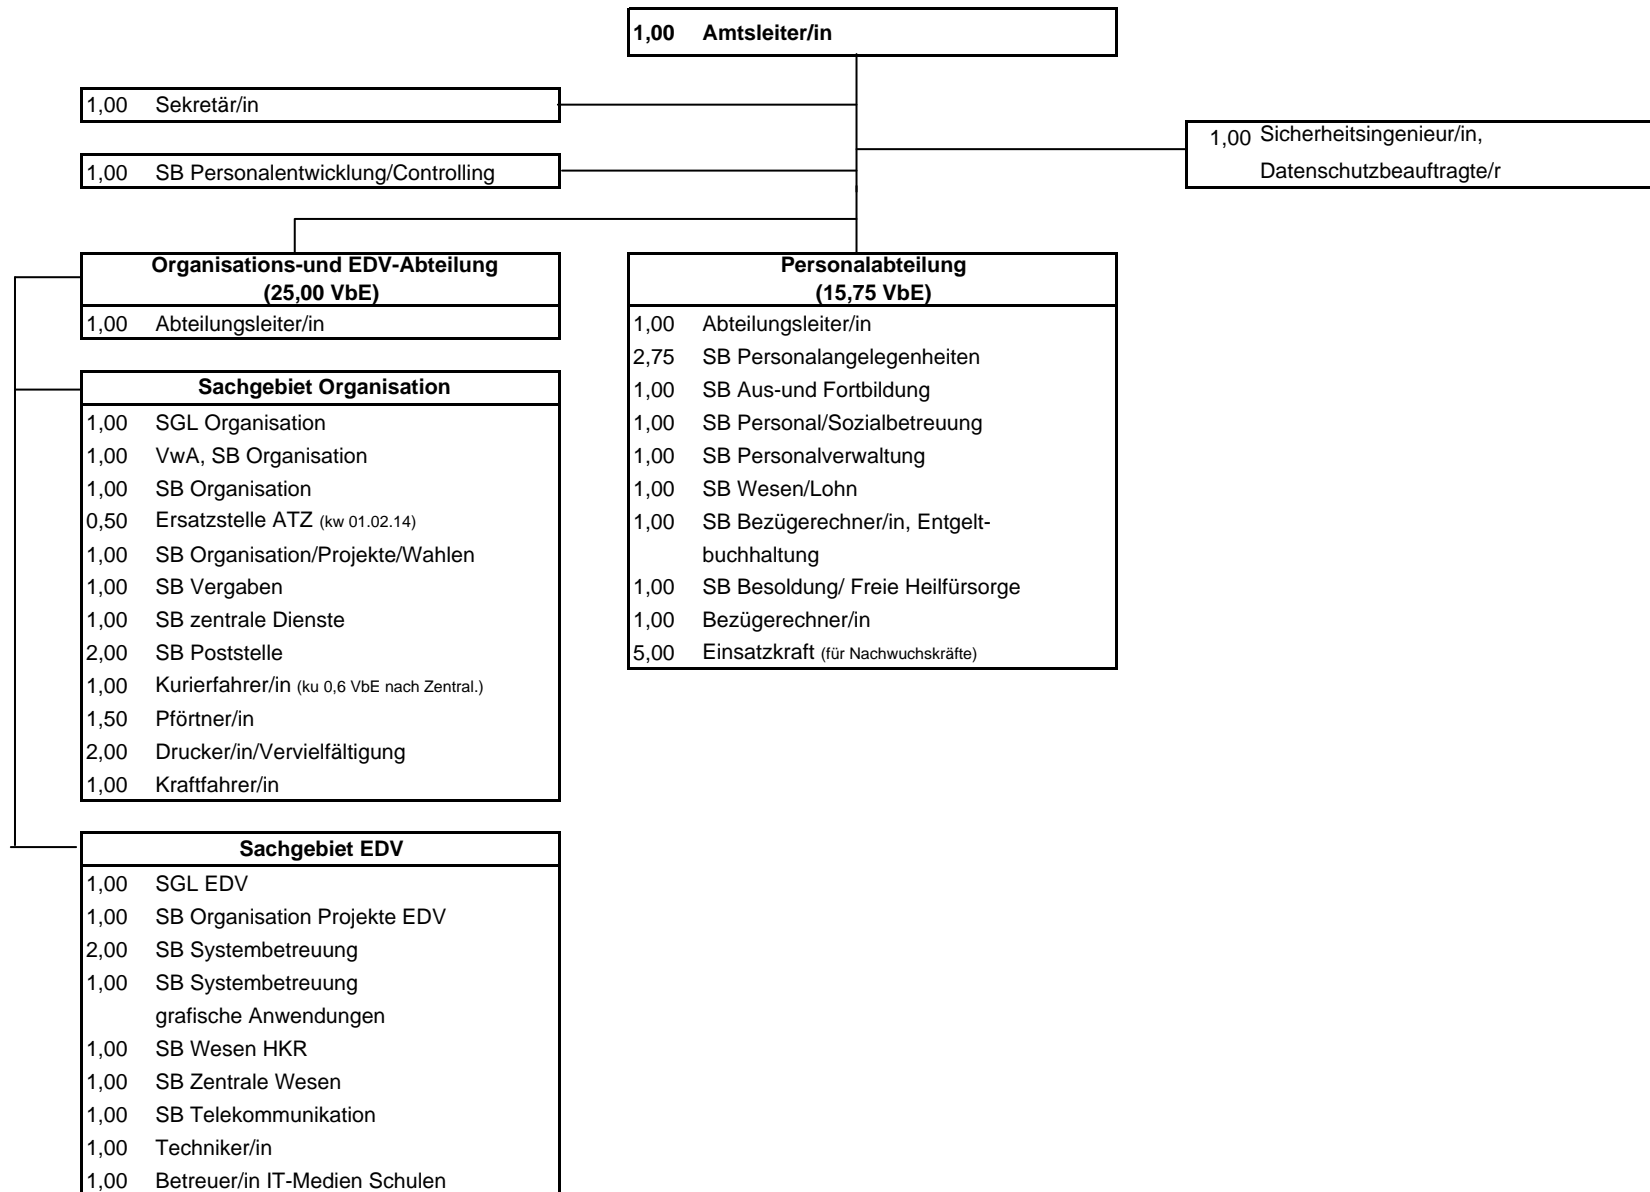 1,00 Amtsleiter/in
1,00 Sekretär/in
1,00 Sicherheitsingenieur/in,
Datenschutzbeauftragte/r
1,00 SB Personalentwicklung/Controlling
Organisations-und EDV-Abteilung
(25,00 VbE)
1,00 Abteilungsleiter/in
Sachgebiet Organisation
1,00 SGL Organisation
1,00 VwA, SB Organisation
1,00 SB Organisation
0,50 Ersatzstelle ATZ (kw 01.02.14)
1,00 SB Organisation/Projekte/Wahlen
1,00 SB Vergaben
1,00 SB zentrale Dienste
2,00 SB Poststelle
1,00 Kurierfahrer/in (ku 0,6 VbE nach Zentral.)
1,50 Pförtner/in
2,00 Drucker/in/Vervielfältigung
1,00 Kraftfahrer/in
Sachgebiet EDV
1,00 SGL EDV
1,00 SB Organisation Projekte EDV
2,00 SB Systembetreuung
1,00 SB Systembetreuung
grafische Anwendungen
1,00 SB Wesen HKR
1,00 SB Zentrale Wesen
1,00 SB Telekommunikation
1,00 Techniker/in
1,00 Betreuer/in IT-Medien Schulen
Personalabteilung
(15,75 VbE)
1,00 Abteilungsleiter/in
2,75 SB Personalangelegenheiten
1,00 SB Aus-und Fortbildung
1,00 SB Personal/Sozialbetreuung
1,00 SB Personalverwaltung
1,00 SB Wesen/Lohn
1,00 SB Bezügerechner/in, Entgelt-
buchhaltung
1,00 SB Besoldung/ Freie Heilfürsorge
1,00 Bezügerechner/in
5,00 Einsatzkraft (für Nachwuchskräfte)